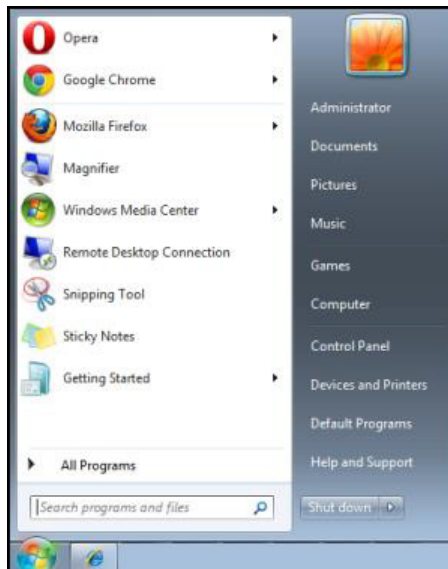 Opera
Google Chrome
Mozilla Firefox
Magnifier
Windows Media Center
Remote Desktop Connection
Snipping Tool
Sticky Notes
Getting Started
All Programs
Search programs and files
Administrator
Documents
Pictures
Music
Games
Computer
Control Panel
Devices and Printers
Default Programs
Help and Support
Shut down